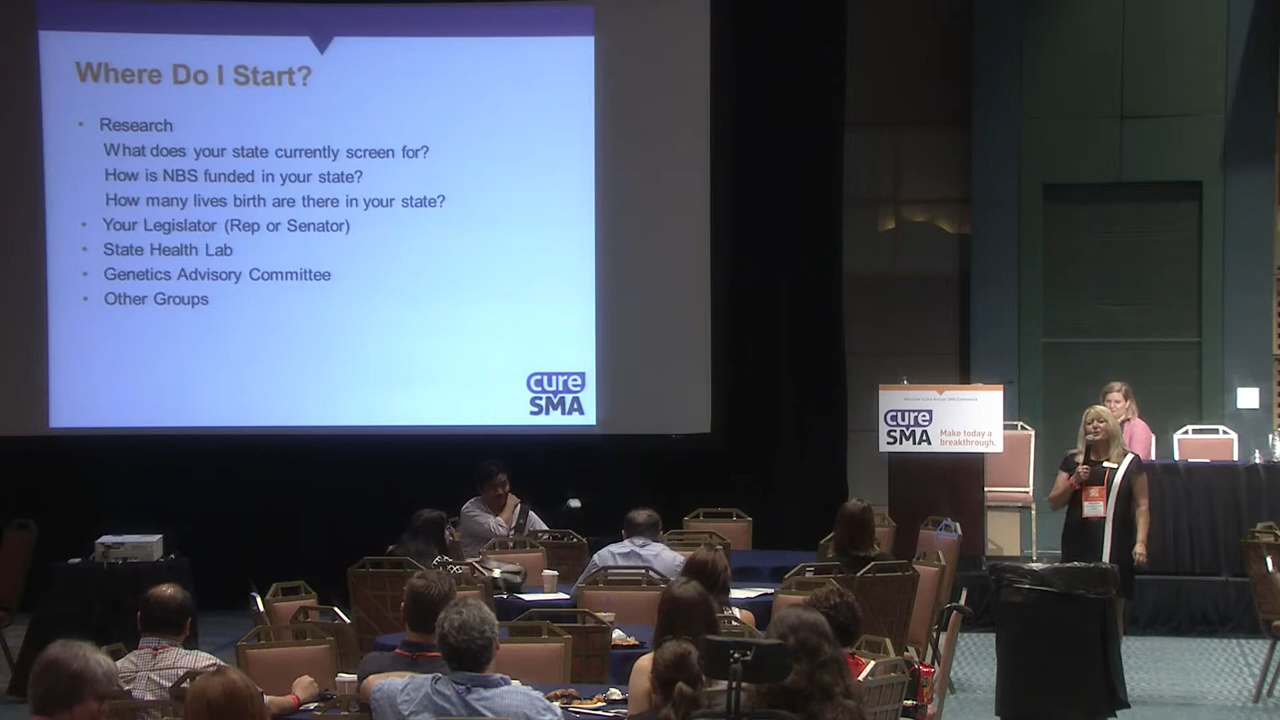 Where Do I Start?
• Research
What does your state currently screen for?
How is NBS funded in your state?
How many lives birth are there in your state?
• Your Legislator (Rep or Senator)
• State Health Lab
• Genetics Advisory Committee
• Other Groups
cure
SMA
cure
SMA
Make today a
breakthrough.
SMA